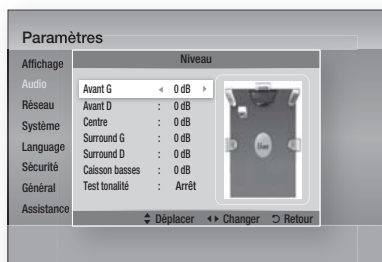 Paramètres
Affichage
Audio
Réseau
Système
Language
Sécurité
Général
Assistance
Niveau
Avant G 0 dB
Avant D : 0 dB
Centre : 0 dB
Surround G : 0 dB
Surround D : 0 dB
Caisson basses : 0 dB
Test tonalité : Arrêt
Déplacer Changer Retour